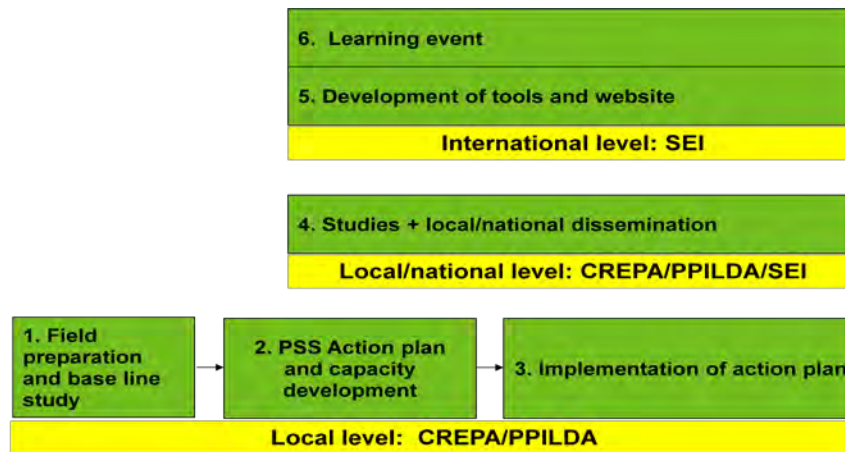 6. Learning event
5. Development of tools and website
International level: SEI
4. Studies + local/national dissemination
Local/national level: CREPA/PPILDA/SEI
1. Field
preparation
and base line
study
2. PSS Action plan
and capacity
development
3. Implementation of action plan
Local level: CREPA/PPILDA